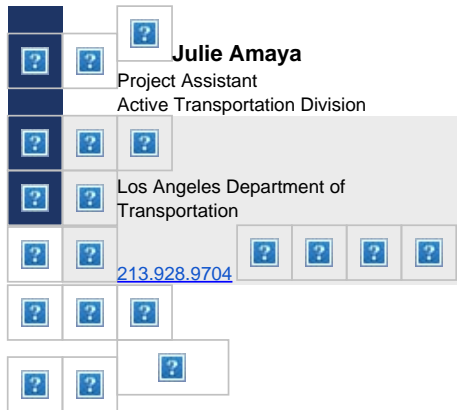 Julie Amaya
Project Assistant
Active Transportation Division
Los Angeles Department of
Transportation
213.928.9704